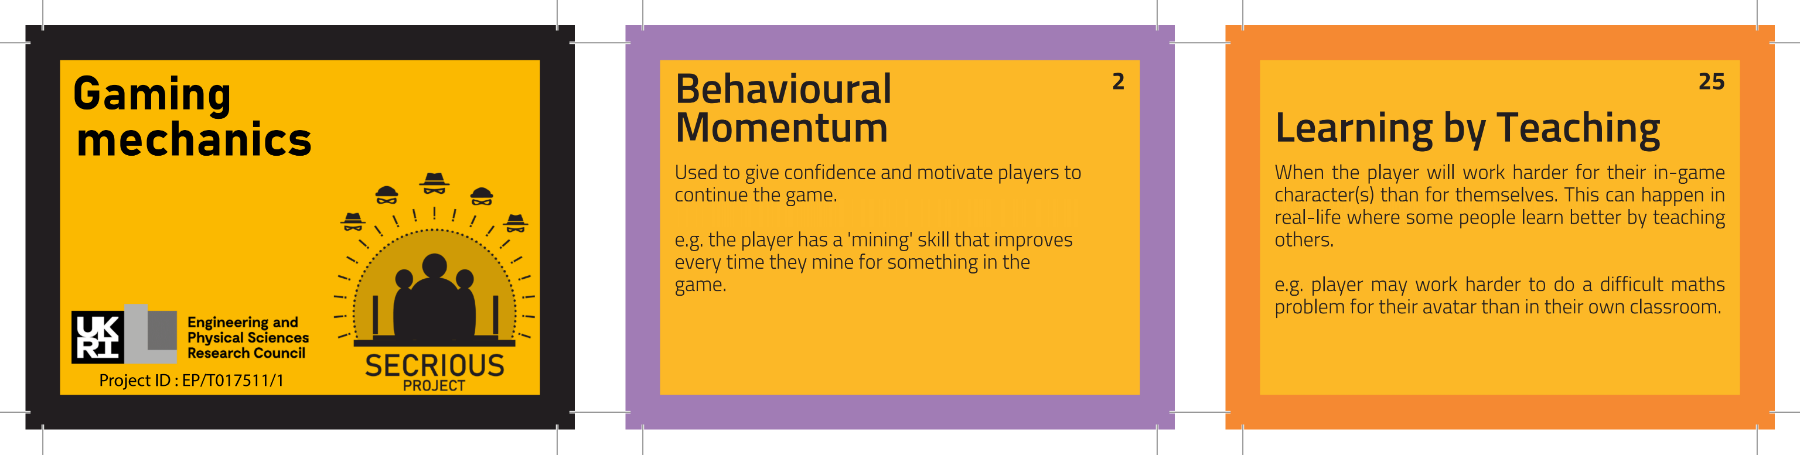 Gaming
mechanics
UK
RI
Engineering and
Physical Sciences
Research Council
Project ID : EP/T017511/1
SECRIOUS
PROJECT
Behavioural
Momentum
2
Used to give confidence and motivate players to
continue the game.
e.g. the player has a 'mining' skill that improves
every time they mine for something in the
game.
25
Learning by Teaching
When the player will work harder for their in-game
character(s) than for themselves. This can happen in
real-life where some people learn better by teaching
others.
e.g. player may work harder to do a difficult maths
problem for their avatar than in their own classroom.